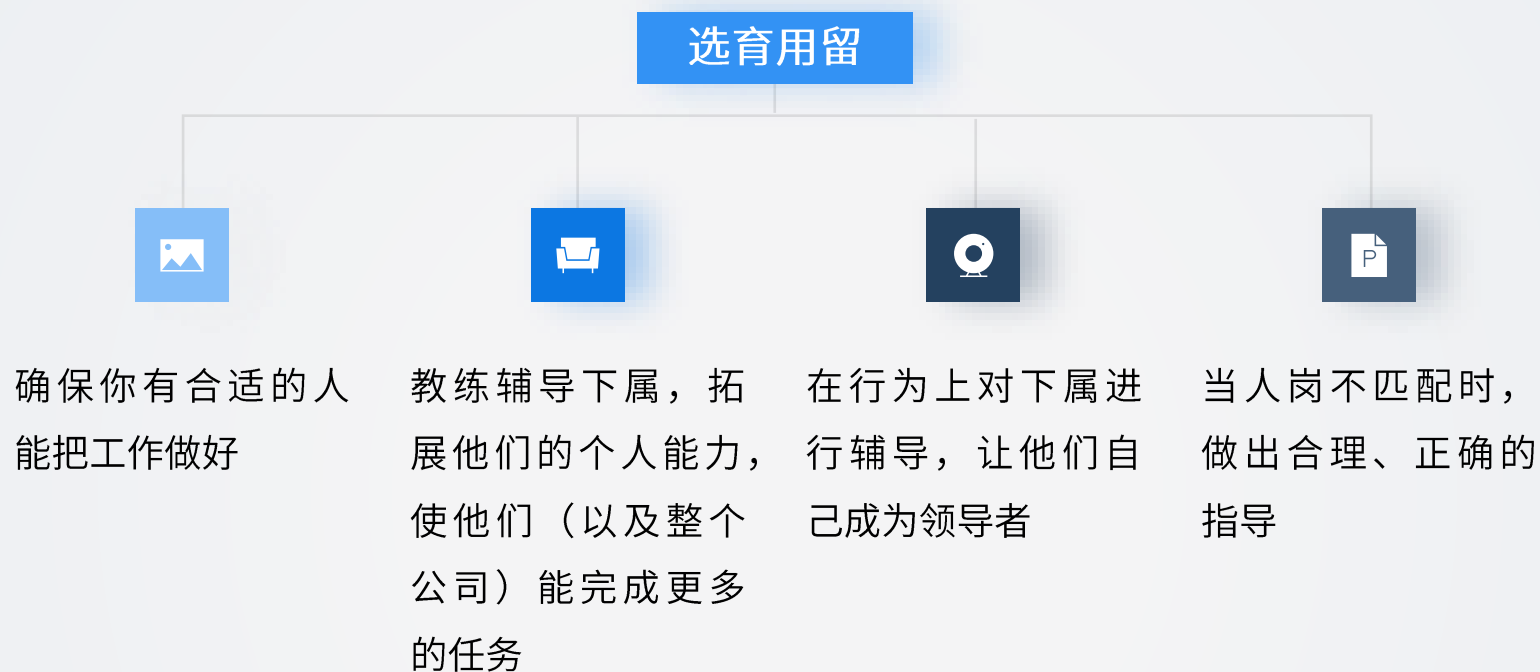 选育用留
确保你有合适的人
能把工作做好
教练辅导下属，拓
展他们的个人能力，
使他们（以及整个
公司）能完成更多
的任务
在行为上对下属进
行辅导，让他们自
己成为领导者
P
当人岗不匹配时，
做出合理、正确的
指导